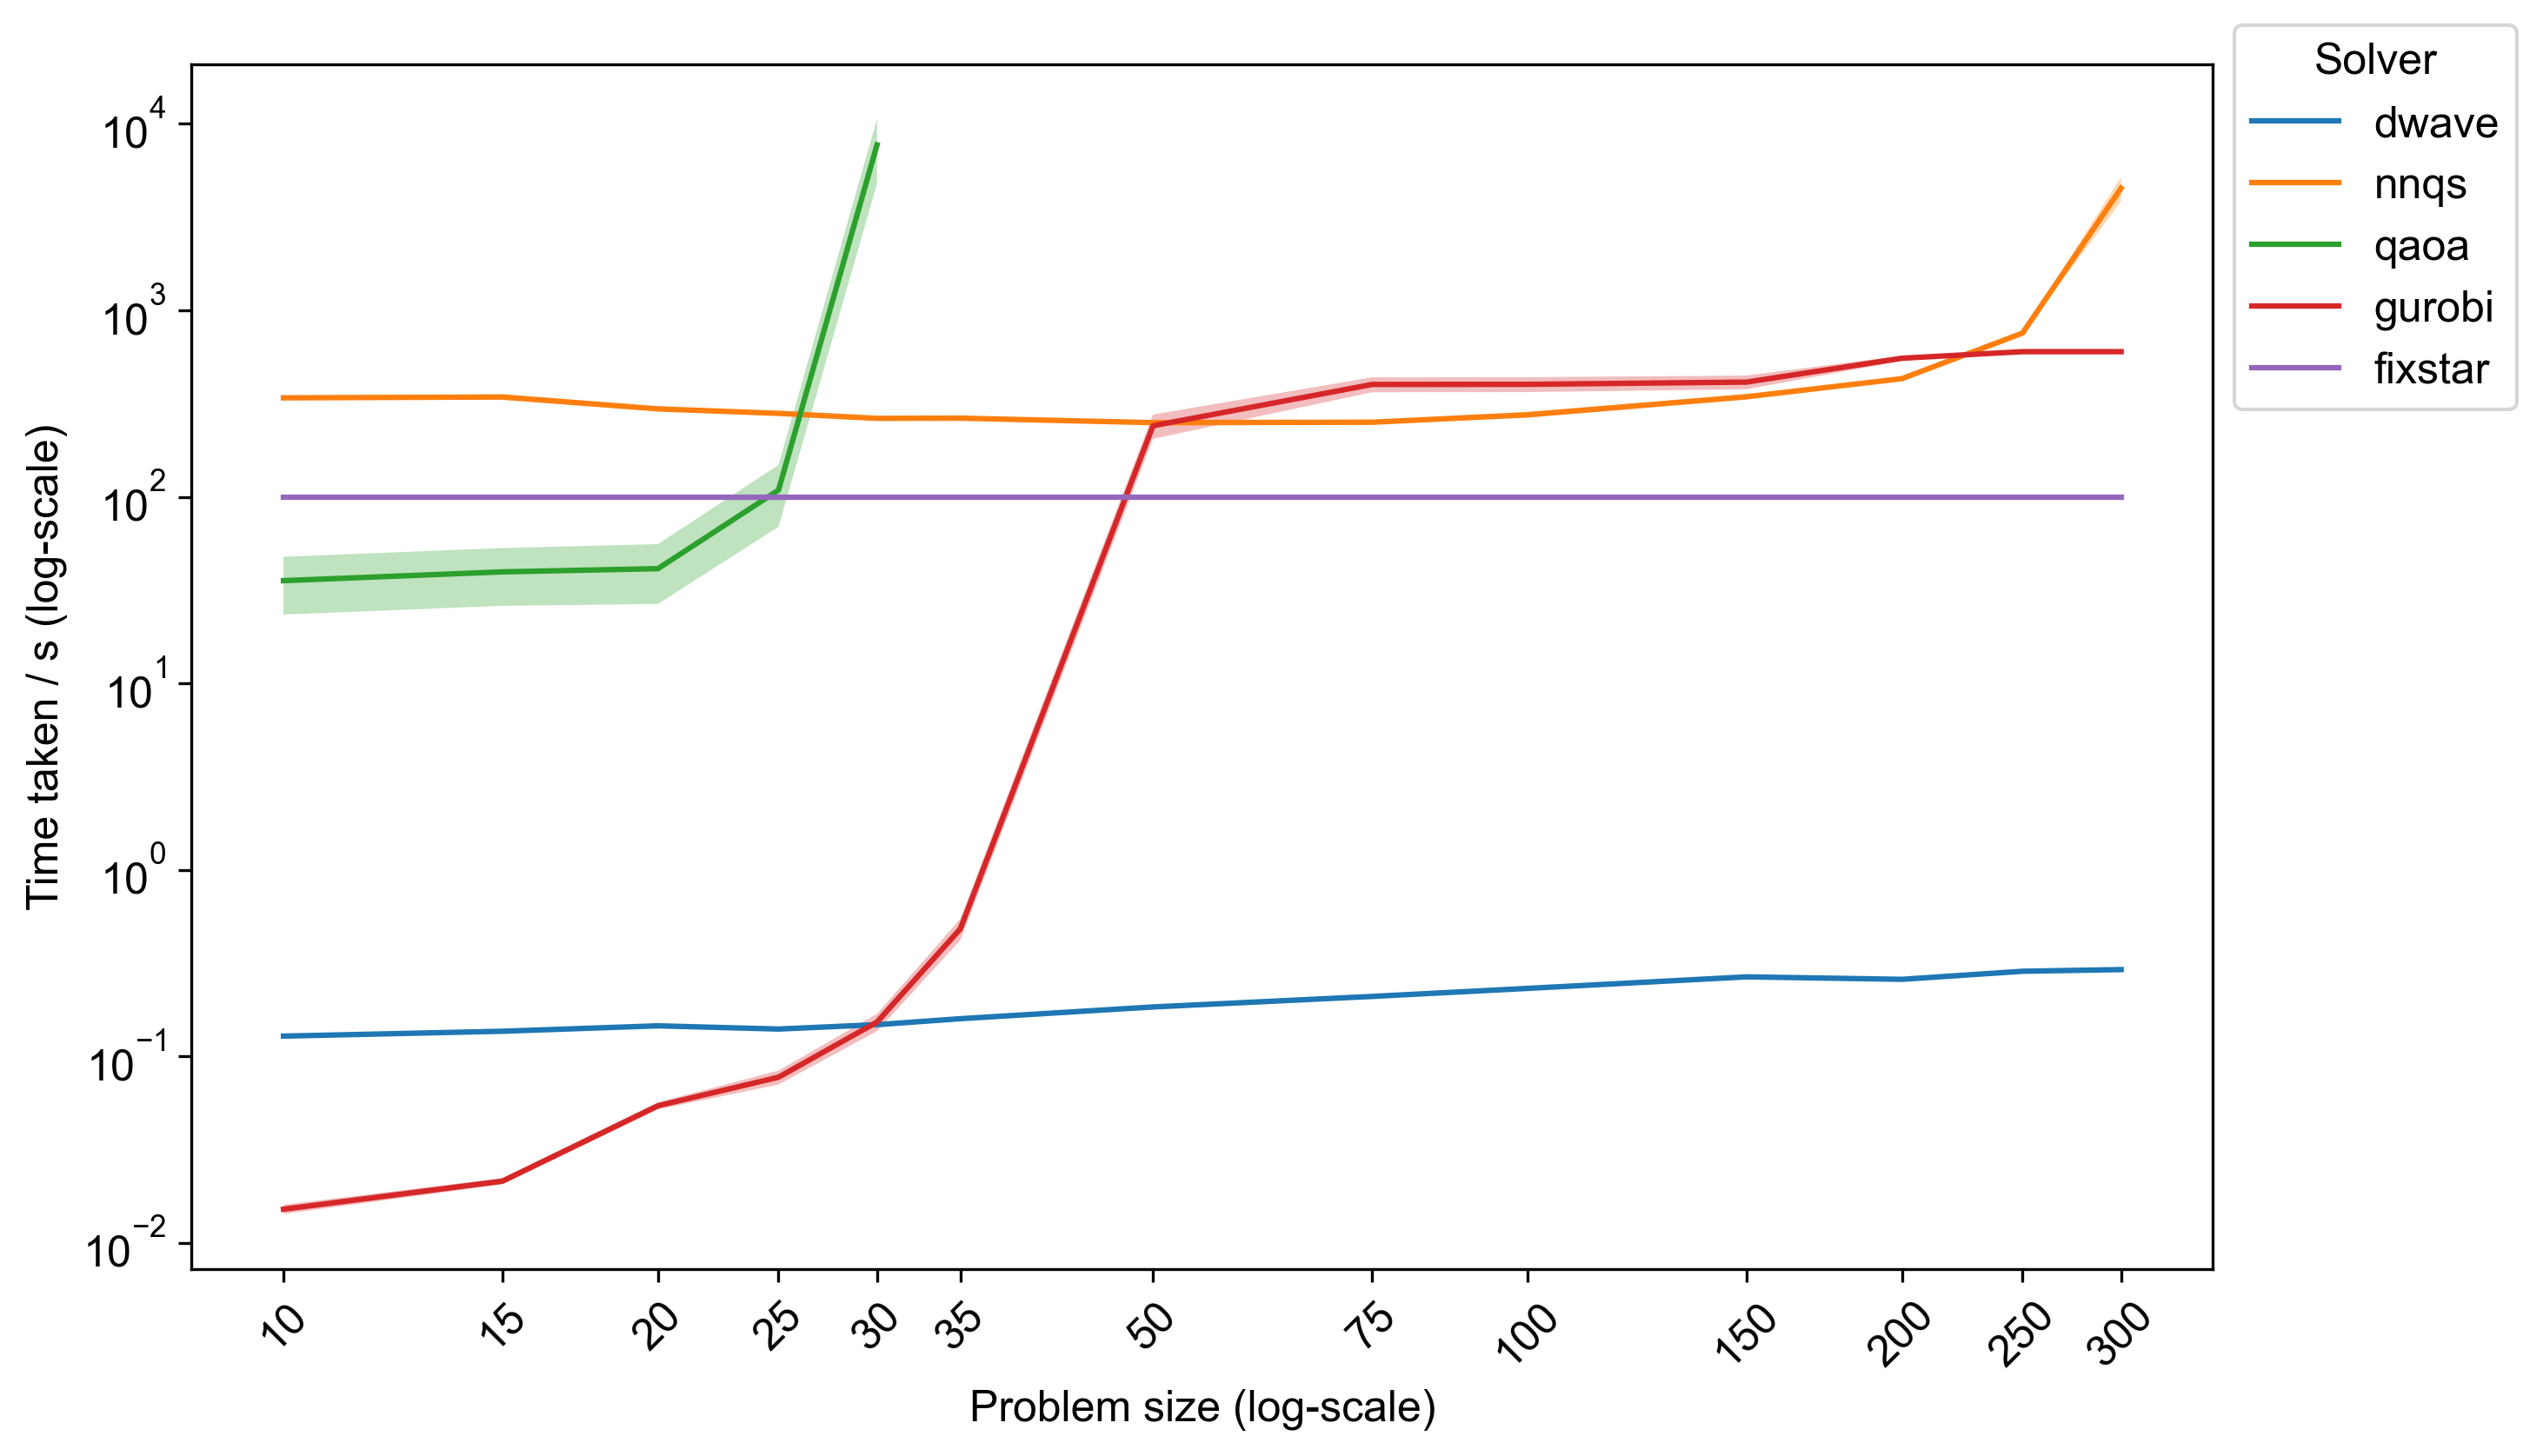 Solver
dwave
nnqs
qaoa
gurobi
fixstar
Time taken / s (log-scale)
10^4
10^3
10^2
10^1
10^0
10^−1
10^−2
10 15 20 25 30 35 50 75 100 150 200 250 300
Problem size (log-scale)